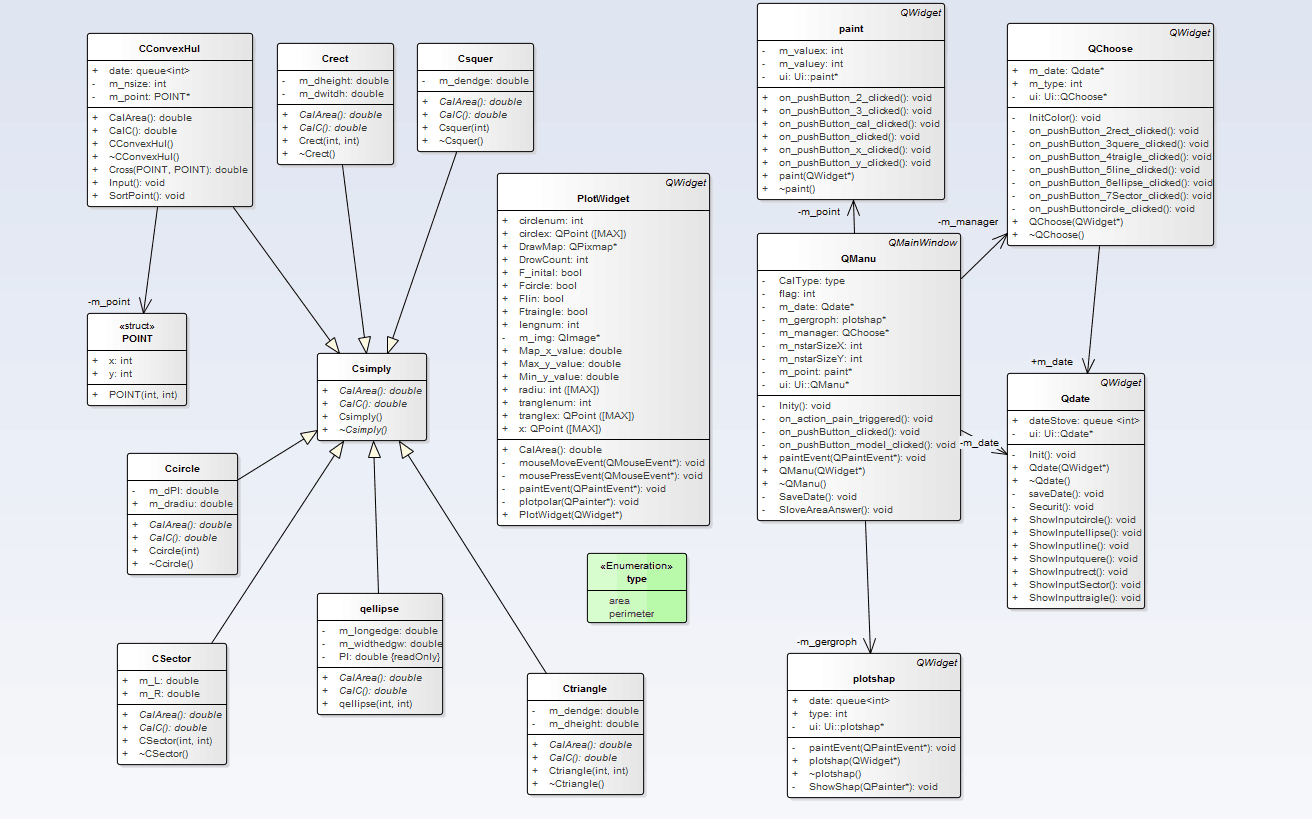 CConvexHul
+ date: queue<int>
- m_nsize: int
- m_point: POINT*
+ CalArea(): double
+ CalC(): double
+ CConvexHul()
+ ~CConvexHul()
+ Cross(POINT, POINT): double
+ Input(): void
+ SortPoint(): void
Crect
- m_dheight: double
- m_dwitdh: double
+ CalArea(): double
+ CalC(): double
+ Crect(int, int)
+ ~Crect()
Csquer
- m_dendge: double
+ CalArea(): double
+ CalC(): double
+ Csquer(int)
+ ~Csquer()
QWidget
PlotWidget
+ circlenum: int
+ circlex: QPoint ([MAX])
+ DrawMap: QPixmap*
+ DrowCount: int
+ F_inital: bool
+ Fcircle: bool
+ Flin: bool
+ Ftraingle: bool
+ lengnum: int
- m_img: QImage*
+ Map_x_value: double
+ Max_y_value: double
+ Min_y_value: double
+ radiu: int ([MAX])
+ tranglenum: int
+ tranglex: QPoint ([MAX])
+ x: QPoint ([MAX])
+ CalArea(): double
- mouseMoveEvent(QMouseEvent*): void
- mousePressEvent(QMouseEvent*): void
- paintEvent(QPaintEvent*): void
- plotpolar(QPainter*): void
+ PlotWidget(QWidget*)
QWidget
paint
- m_valuex: int
- m_valuey: int
- ui: Ui::paint*
+ on_pushButton_2_clicked(): void
+ on_pushButton_3_clicked(): void
+ on_pushButton_cal_clicked(): void
+ on_pushButton_clicked(): void
+ on_pushButton_x_clicked(): void
+ on_pushButton_y_clicked(): void
+ paint(QWidget*)
+ ~paint()
QWidget
QChoose
+ m_date: Qdate*
+ m_type: int
- ui: Ui::QChoose*
- InitColor(): void
- on_pushButton_2rect_clicked(): void
- on_pushButton_3quere_clicked(): void
- on_pushButton_4traigle_clicked(): void
- on_pushButton_5line_clicked(): void
- on_pushButton_6ellipse_clicked(): void
- on_pushButton_7Sector_clicked(): void
- on_pushButtoncircle_clicked(): void
+ QChoose(QWidget*)
+ ~QChoose()
-m_point
-m_manager
QMainWindow
QManu
- CalType: type
- flag: int
- m_date: Qdate*
- m_gergroph: plotshap*
- m_manager: QChoose*
- m_nstarSizeX: int
- m_nstarSizeY: int
- m_point: paint*
- ui: Ui::QManu*
- Inity(): void
- on_action_pain_triggered(): void
- on_pushButton_clicked(): void
- on_pushButton_model_clicked(): void
+ paintEvent(QPaintEvent*): void
+ QManu(QWidget*)
+ ~QManu()
- SaveDate(): void
- SloveAreaAnswer(): void
-m_point
«struct»
POINT
+ x: int
+ y: int
+ POINT(int, int)
Csimply
+ CalArea(): double
+ CalC(): double
+ Csimply()
+ ~Csimply()
+m_date
-m_date
QWidget
Qdate
+ dateStove: queue <int>
- ui: Ui::Qdate*
- Init(): void
+ Qdate(QWidget*)
+ ~Qdate()
- saveDate(): void
- Securit(): void
+ ShowInputcircle(): void
+ ShowInputellipse(): void
+ ShowInputline(): void
+ ShowInputquere(): void
+ ShowInputrect(): void
+ ShowInputSector(): void
+ ShowInputtraigle(): void
Ccircle
- m_dPI: double
+ m_dradiu: double
+ CalArea(): double
+ CalC(): double
+ Ccircle(int)
+ ~Ccircle()
«Enumeration»
type
area
perimeter
qellipse
- m_longedge: double
- m_widthedgw: double
- PI: double {readOnly}
+ CalArea(): double
+ CalC(): double
+ qellipse(int, int)
CSector
+ m_L: double
+ m_R: double
+ CalArea(): double
+ CalC(): double
+ CSector(int, int)
+ ~CSector()
Ctriangle
- m_dendge: double
- m_dheight: double
+ CalArea(): double
+ CalC(): double
+ Ctriangle(int, int)
+ ~Ctriangle()
-m_gergroph
QWidget
plotshap
+ date: queue<int>
+ type: int
- ui: Ui::plotshap*
- paintEvent(QPaintEvent*): void
+ plotshap(QWidget*)
+ ~plotshap()
- ShowShap(QPainter*): void